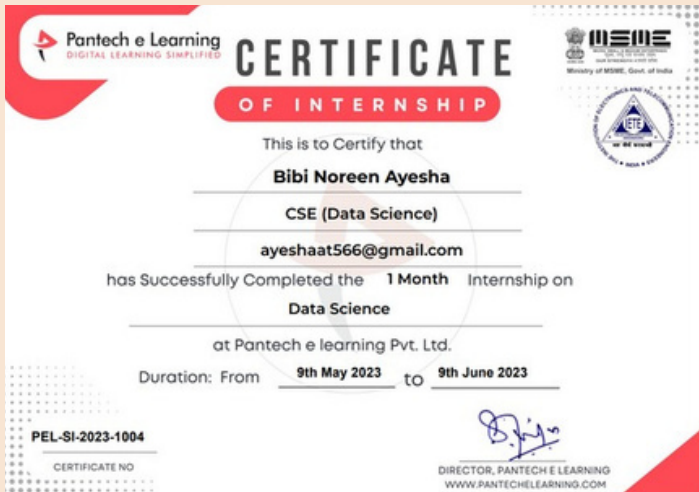 Pantech e Learning
DIGITAL LEARNING SIMPLIFIED
CERTIFICATE
OF INTERNSHIP
MSME
Ministry of MSME, Govt. of India
IETE
INDIA
This is to Certify that
Bibi Noreen Ayesha
CSE (Data Science)
ayeshaat566@gmail.com
has Successfully Completed the 1 Month Internship on
Data Science
at Pantech e learning Pvt. Ltd.
Duration: From 9th May 2023 to 9th June 2023
PEL-SI-2023-1004
CERTIFICATE NO
DIRECTOR, PANTECH E LEARNING
WWW.PANTECHELEARNING.COM